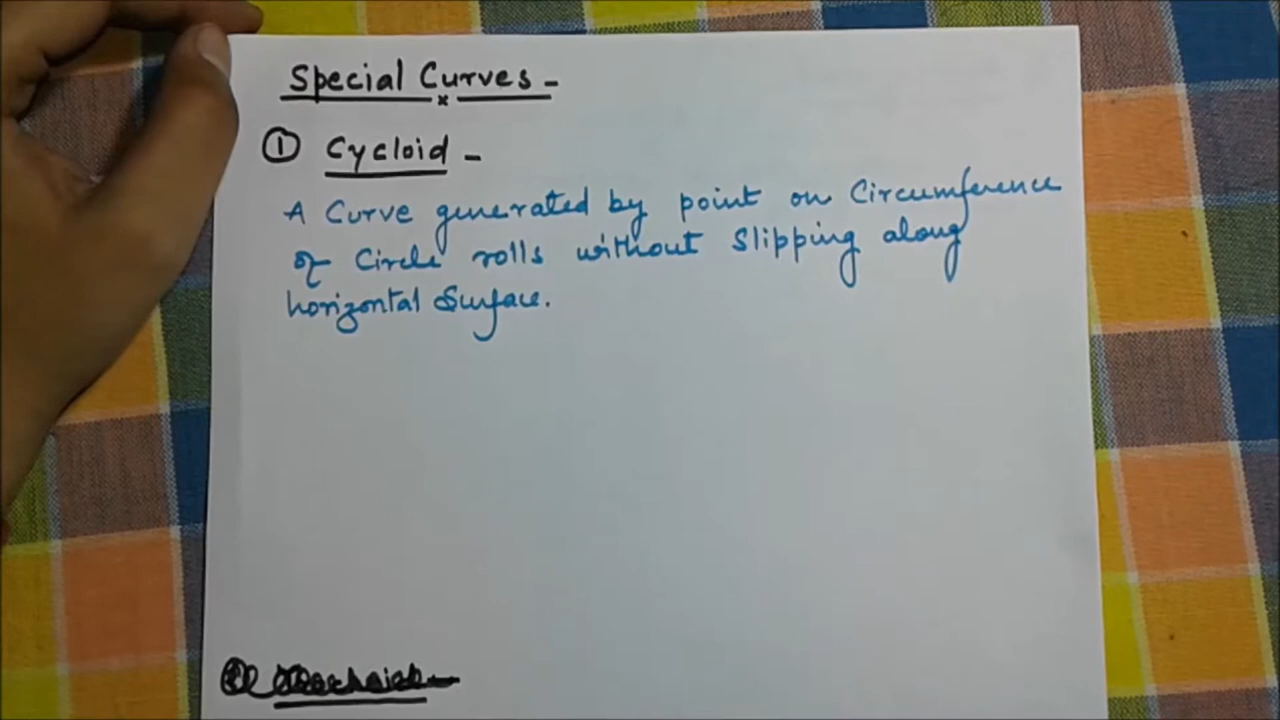 Special Curves -
① Cycloid -
A Curve generated by point on Circumference
of Circle rolls without Slipping along
horizontal Surface.